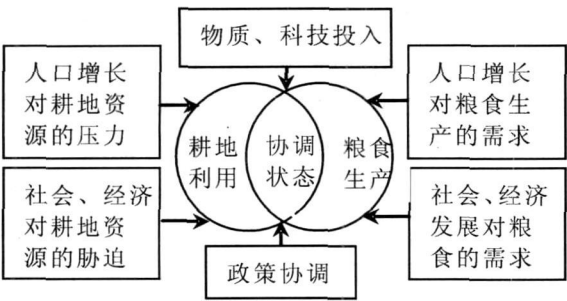 物质、科技投入
人口增长
对耕地资
源的压力
人口增长
对粮食生
产的需求
耕地
利用
协调
状态
粮食
生产
社会、经济
对耕地资
源的胁迫
社会、经济
发展对粮
食的需求
政策协调